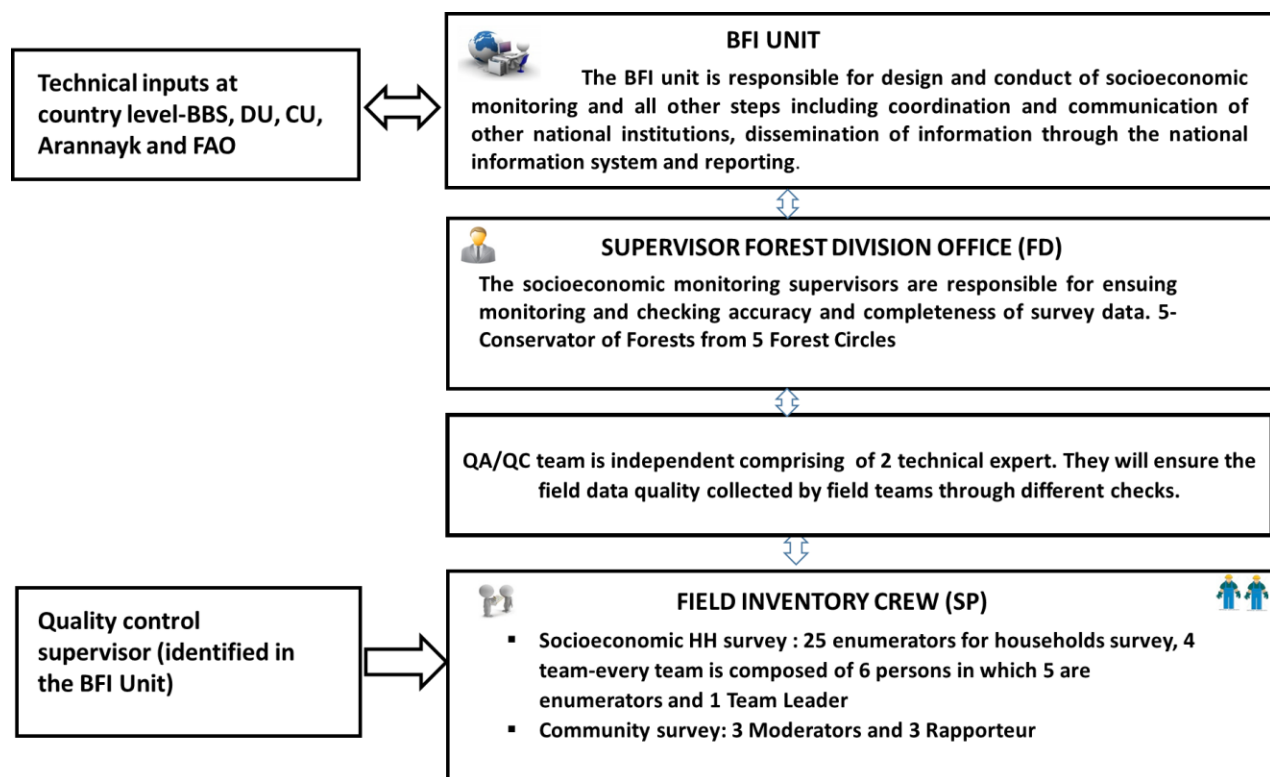 Technical inputs at
country level-BBS, DU, CU,
Arannayk and FAO
BFI UNIT
The BFI unit is responsible for design and conduct of socioeconomic
monitoring and all other steps including coordination and communication of
other national institutions, dissemination of information through the national
information system and reporting.
SUPERVISOR FOREST DIVISION OFFICE (FD)
The socioeconomic monitoring supervisors are responsible for ensuing
monitoring and checking accuracy and completeness of survey data. 5-
Conservator of Forests from 5 Forest Circles
QA/QC team is independent comprising of 2 technical expert. They will ensure the
field data quality collected by field teams through different checks.
Quality control
supervisor (identified in
the BFI Unit)
FIELD INVENTORY CREW (SP)
▪ Socioeconomic HH survey : 25 enumerators for households survey, 4
team-every team is composed of 6 persons in which 5 are
enumerators and 1 Team Leader
▪ Community survey: 3 Moderators and 3 Rapporteur